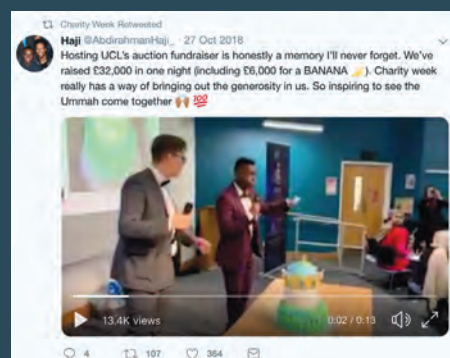 Charity Week Retweeted
Haji @AbdirahmanHaji_ · 27 Oct 2018
Hosting UCL's auction fundraiser is honestly a memory I'll never forget. We've
raised £32,000 in one night (including £6,000 for a BANANA 🍌). Charity week
really has a way of bringing out the generosity in us. So inspiring to see the
Ummah come together 🙌🏾 💯
13.4K views
0:02 / 0:13
4 107 364